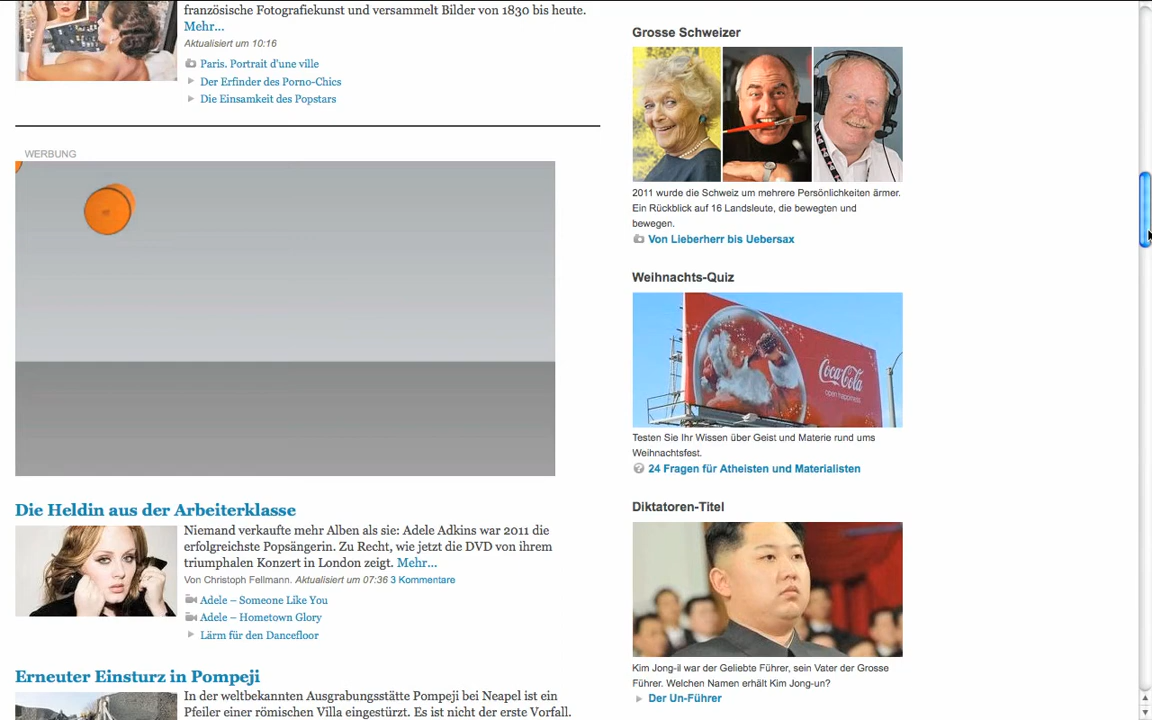 französische Fotografiekunst und versammelt Bilder von 1830 bis heute.
Mehr...
Aktualisiert um 10:16
Paris. Portrait d'une ville
Der Erfinder des Porno-Chics
Die Einsamkeit des Popstars
WERBUNG
Die Heldin aus der Arbeiterklasse
Niemand verkaufte mehr Alben als sie: Adele Adkins war 2011 die
erfolgreichste Popsängerin. Zu Recht, wie jetzt die DVD von ihrem
triumphalen Konzert in London zeigt. Mehr...
Von Christoph Fellmann. Aktualisiert um 07:36 3 Kommentare
Adele – Someone Like You
Adele – Hometown Glory
Lärm für den Dancefloor
Erneuter Einsturz in Pompeji
In der weltbekannten Ausgrabungsstätte Pompeji bei Neapel ist ein
Pfeiler einer römischen Villa eingestürzt. Es ist nicht der erste Vorfall.
Grosse Schweizer
2011 wurde die Schweiz um mehrere Persönlichkeiten ärmer.
Ein Rückblick auf 16 Landsleute, die bewegten und
bewegen.
Von Lieberherr bis Uebersax
Weihnachts-Quiz
Coca-Cola
open happiness.
Testen Sie Ihr Wissen über Geist und Materie rund ums
Weihnachtsfest.
24 Fragen für Atheisten und Materialisten
Diktatoren-Titel
Kim Jong-il war der Geliebte Führer, sein Vater der Grosse
Führer. Welchen Namen erhält Kim Jong-un?
Der Un-Führer